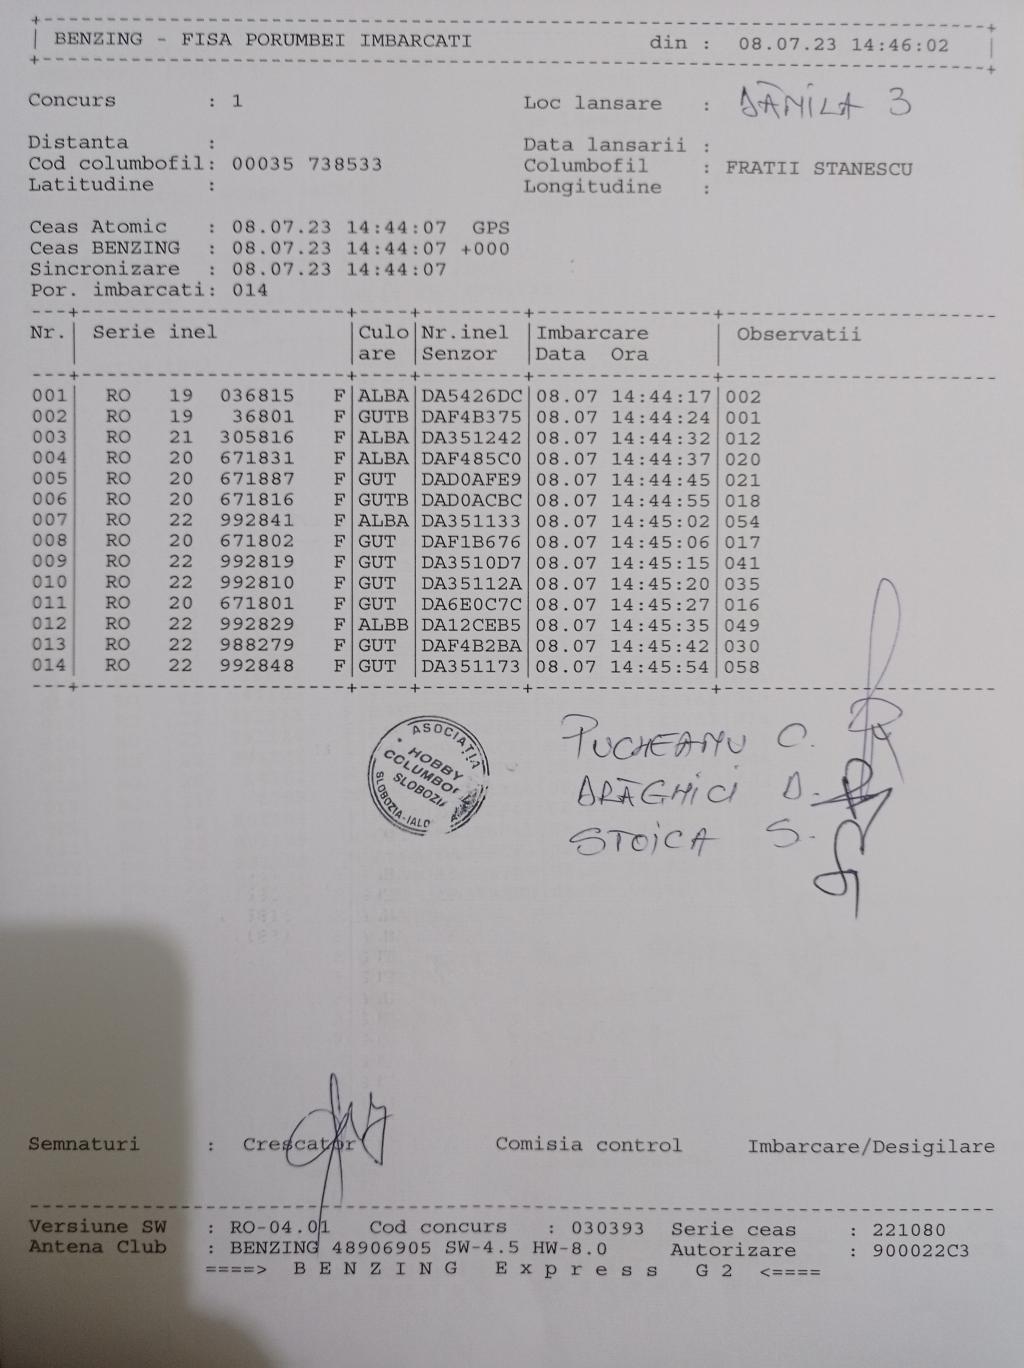 BENZING - FISA PORUMBEI IMBARCATI din : 08.07.23 14:46:02
Concurs : 1 Loc lansare : DĂNILA 3
Distanta : Data lansarii :
Cod columbofil: 00035 738533 Columbofil : FRATII STANESCU
Latitudine : Longitudine :
Ceas Atomic : 08.07.23 14:44:07 GPS
Ceas BENZING : 08.07.23 14:44:07 +000
Sincronizare : 08.07.23 14:44:07
Por. imbarcati: 014
Nr. | Serie inel | Culo | Nr.inel | Imbarcare | Observatii
are | Senzor | Data Ora
001 | RO 19 036815 F | ALBA | DA5426DC | 08.07 14:44:17 | 002
002 | RO 19 36801 F | GUTB | DAF4B375 | 08.07 14:44:24 | 001
003 | RO 21 305816 F | ALBA | DA351242 | 08.07 14:44:32 | 012
004 | RO 20 671831 F | ALBA | DAF485C0 | 08.07 14:44:37 | 020
005 | RO 20 671887 F | GUT | DAD0AFE9 | 08.07 14:44:45 | 021
006 | RO 20 671816 F | GUTB | DAD0ACBC | 08.07 14:44:55 | 018
007 | RO 22 992841 F | ALBA | DA351133 | 08.07 14:45:02 | 054
008 | RO 20 671802 F | GUT | DAF1B676 | 08.07 14:45:06 | 017
009 | RO 22 992819 F | GUT | DA3510D7 | 08.07 14:45:15 | 041
010 | RO 22 992810 F | GUT | DA35112A | 08.07 14:45:20 | 035
011 | RO 20 671801 F | GUT | DA6E0C7C | 08.07 14:45:27 | 016
012 | RO 22 992829 F | ALBB | DA12CEB5 | 08.07 14:45:35 | 049
013 | RO 22 988279 F | GUT | DAF4B2BA | 08.07 14:45:42 | 030
014 | RO 22 992848 F | GUT | DA351173 | 08.07 14:45:54 | 058
ASOCIAȚIA
HOBBY
SLOBOZIA
PUCHEANU C.
DRĂGHICI D.
STOICA S.
Semnaturi : Crescator Comisia control Imbarcare/Desigilare
Versiune SW : RO-04.01 Cod concurs : 030393 Serie ceas : 221080
Antena Club : BENZING 48906905 SW-4.5 HW-8.0 Autorizare : 900022C3
====> B E N Z I N G E x p r e s s G 2 <====